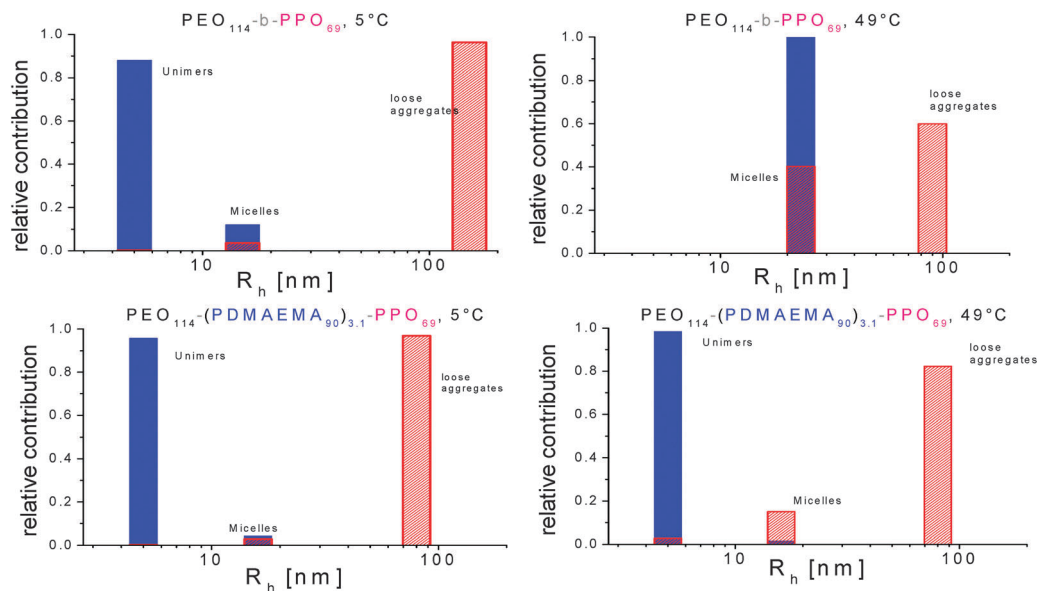 PEO₁₁₄-b-PPO₆₉, 5°C
relative contribution
1.0
0.8
0.6
0.4
0.2
0.0
Unimers
Micelles
loose
aggregates
10
100
R_h [nm]
PEO₁₁₄-b-PPO₆₉, 49°C
relative contribution
1.0
0.8
0.6
0.4
0.2
0.0
Micelles
loose
aggregates
10
100
R_h [nm]
PEO₁₁₄-(PDMAEMA₉₀)₃.₁-PPO₆₉, 5°C
relative contribution
1.0
0.8
0.6
0.4
0.2
0.0
Unimers
Micelles
loose
aggregates
10
100
R_h [nm]
PEO₁₁₄-(PDMAEMA₉₀)₃.₁-PPO₆₉, 49°C
relative contribution
1.0
0.8
0.6
0.4
0.2
0.0
Unimers
Micelles
loose
aggregates
10
100
R_h [nm]